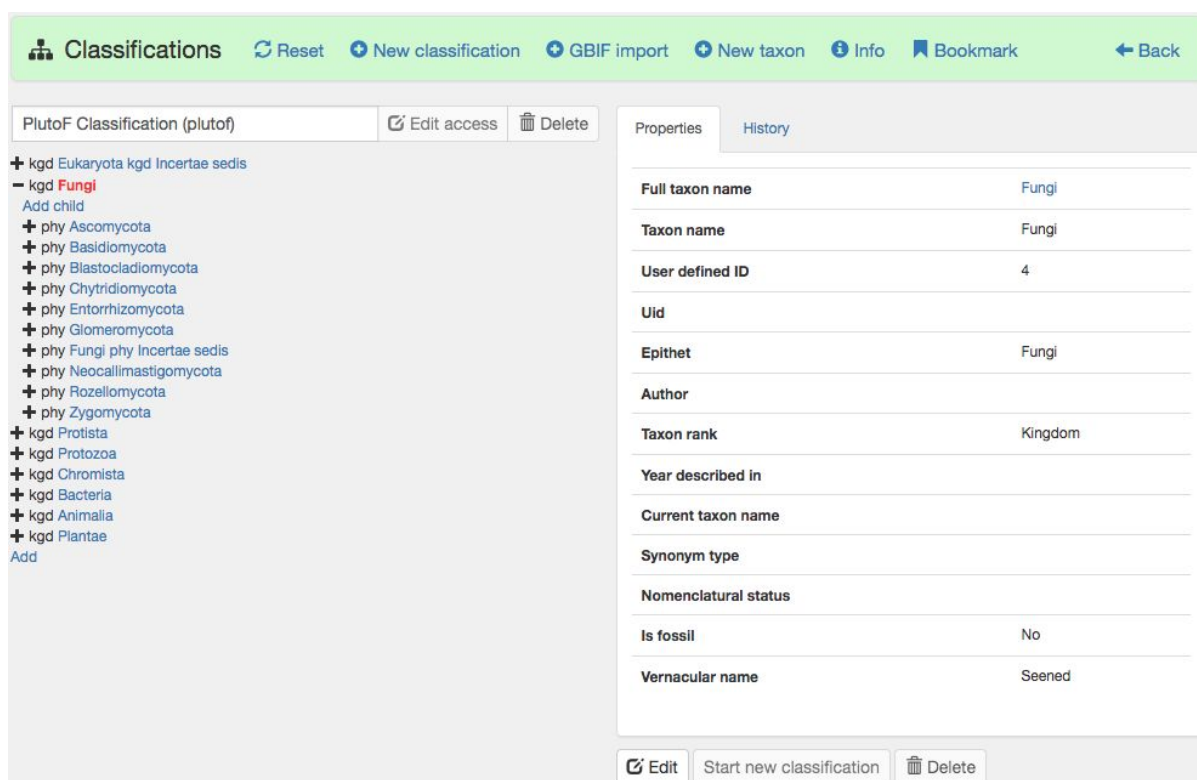 Classifications Reset New classification GBIF import New taxon Info Bookmark Back
PlutoF Classification (plutof) Edit access Delete
kgd Eukaryota kgd Incertae sedis
kgd Fungi
Add child
phy Ascomycota
phy Basidiomycota
phy Blastocladiomycota
phy Chytridiomycota
phy Entorrhizomycota
phy Glomeromycota
phy Fungi phy Incertae sedis
phy Neocallimastigomycota
phy Rozellomycota
phy Zygomycota
kgd Protista
kgd Protozoa
kgd Chromista
kgd Bacteria
kgd Animalia
kgd Plantae
Add
Properties History
Full taxon name Fungi
Taxon name Fungi
User defined ID 4
Uid
Epithet Fungi
Author
Taxon rank Kingdom
Year described in
Current taxon name
Synonym type
Nomenclatural status
Is fossil No
Vernacular name Seened
Edit Start new classification Delete